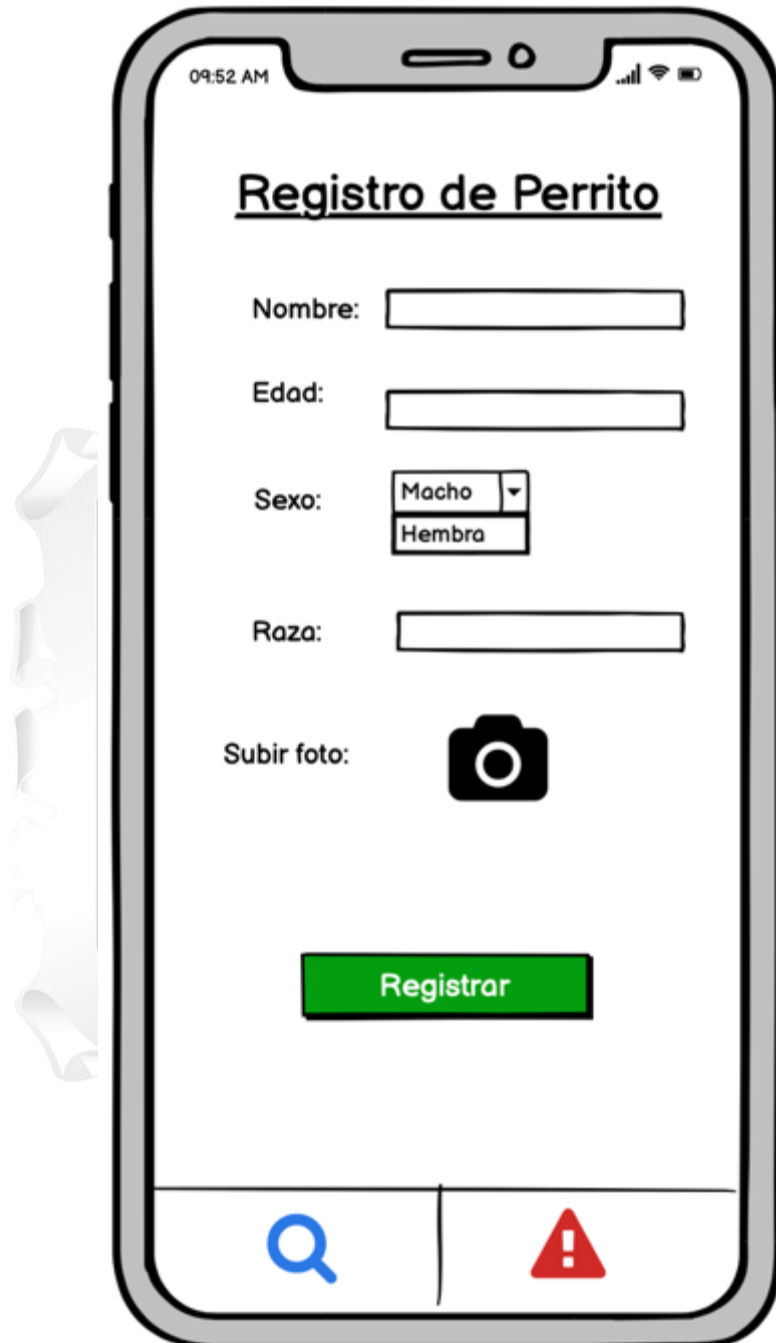 09:52 AM
Registro de Perrito
Nombre:
Edad:
Sexo: Macho
Hembra
Raza:
Subir foto:
Registrar